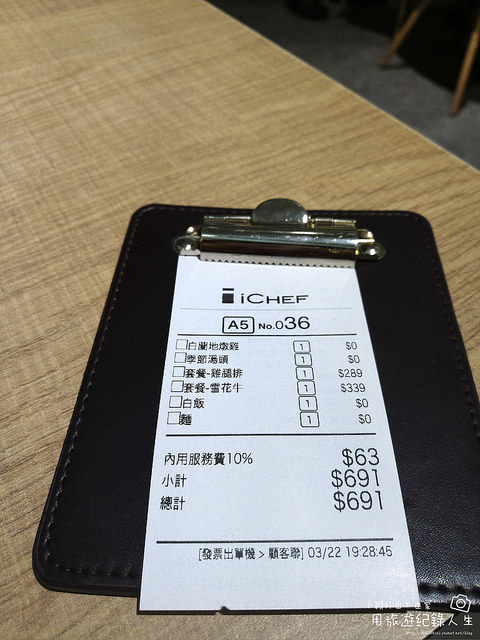 iCHEF
A5 No.036
白蘭地燉雞 1 $0
季節湯頭 1 $0
套餐-雞腿排 1 $289
套餐-雪花牛 1 $339
白飯 1 $0
麵 1 $0
內用服務費10% $63
小計 $691
總計 $691
[發票出單機 > 顧客聯] 03/22 19:28:45
用旅遊紀錄人生